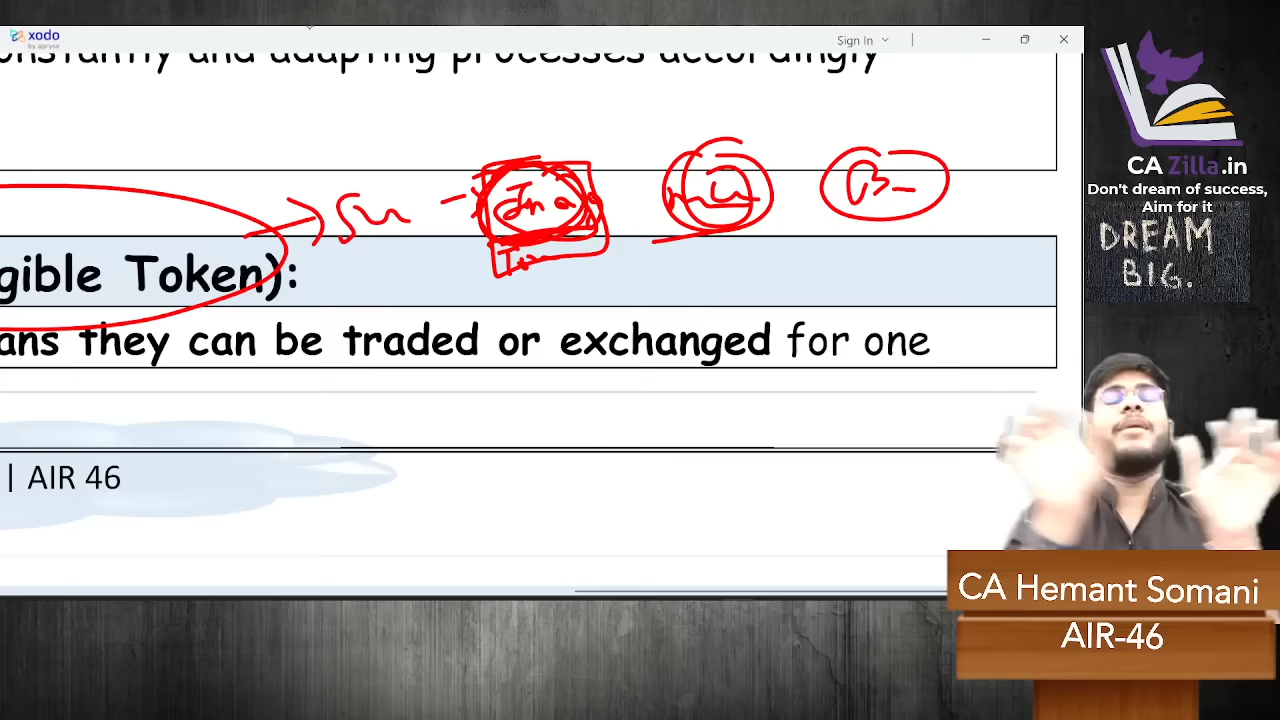 xodo
by apryse
Sign In
onstantly and adapting processes accordingly
gible Token):
ans they can be traded or exchanged for one
| AIR 46
CA Zilla.in
Don't dream of success,
Aim for it
DREAM
BIG.
CA Hemant Somani
AIR-46